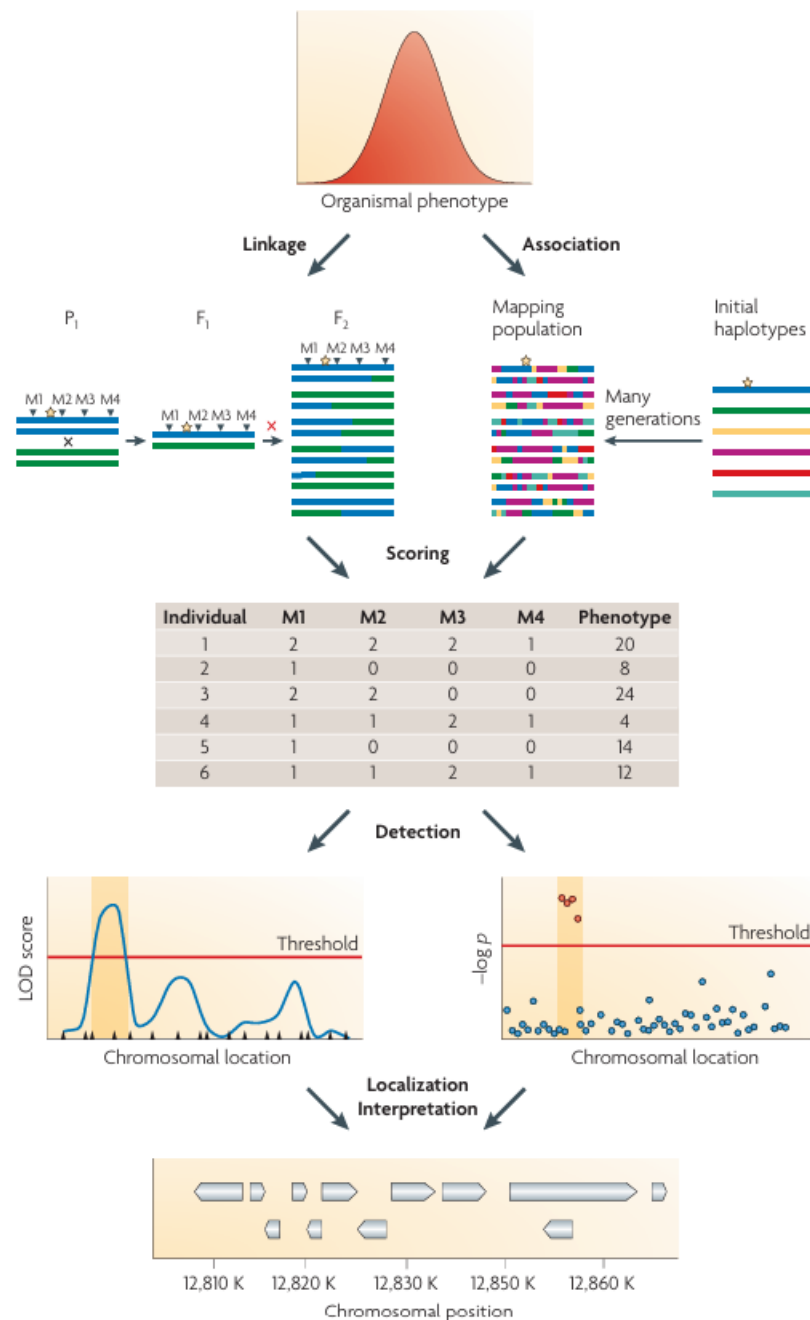 Organismal phenotype
Linkage
Association
P1
F1
F2
Mapping
population
Initial
haplotypes
M1 M2 M3 M4
M1 M2 M3 M4
M1 M2 M3 M4
×
×
Many
generations
Scoring
Individual M1 M2 M3 M4 Phenotype
1 2 2 2 1 20
2 1 0 0 0 8
3 2 2 0 0 24
4 1 1 2 1 4
5 1 0 0 0 14
6 1 1 2 1 12
Detection
LOD score
Threshold
Chromosomal location
–log p
Threshold
Chromosomal location
Localization
Interpretation
12,810 K 12,820 K 12,830 K 12,850 K 12,860 K
Chromosomal position